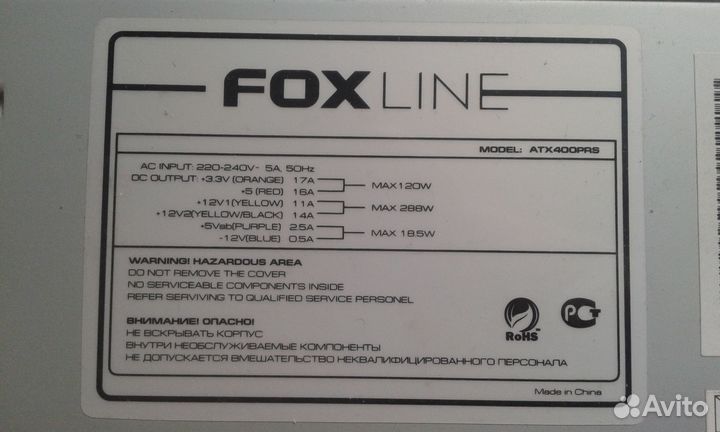 FOXLINE
MODEL: ATX400PRS
AC INPUT: 220-240V~ 5A, 50Hz
DC OUTPUT: +3.3V (ORANGE) 17A
+5 (RED) 16A
MAX 120W
+12V1(YELLOW) 11A
+12V2(YELLOW/BLACK) 14A
MAX 288W
+5Vsb(PURPLE) 2.5A
-12V(BLUE) 0.5A
MAX 18.5W
WARNING! HAZARDOUS AREA
DO NOT REMOVE THE COVER
NO SERVICEABLE COMPONENTS INSIDE
REFER SERVIVING TO QUALIFIED SERVICE PERSONEL
ВНИМАНИЕ! ОПАСНО!
НЕ ВСКРЫВАТЬ КОРПУС
ВНУТРИ НЕОБСЛУЖИВАЕМЫЕ КОМПОНЕНТЫ
НЕ ДОПУСКАЕТСЯ ВМЕШАТЕЛЬСТВО НЕКВАЛИФИЦИРОВАННОГО ПЕРСОНАЛА
RoHS
РСТ
Made in China
Avito